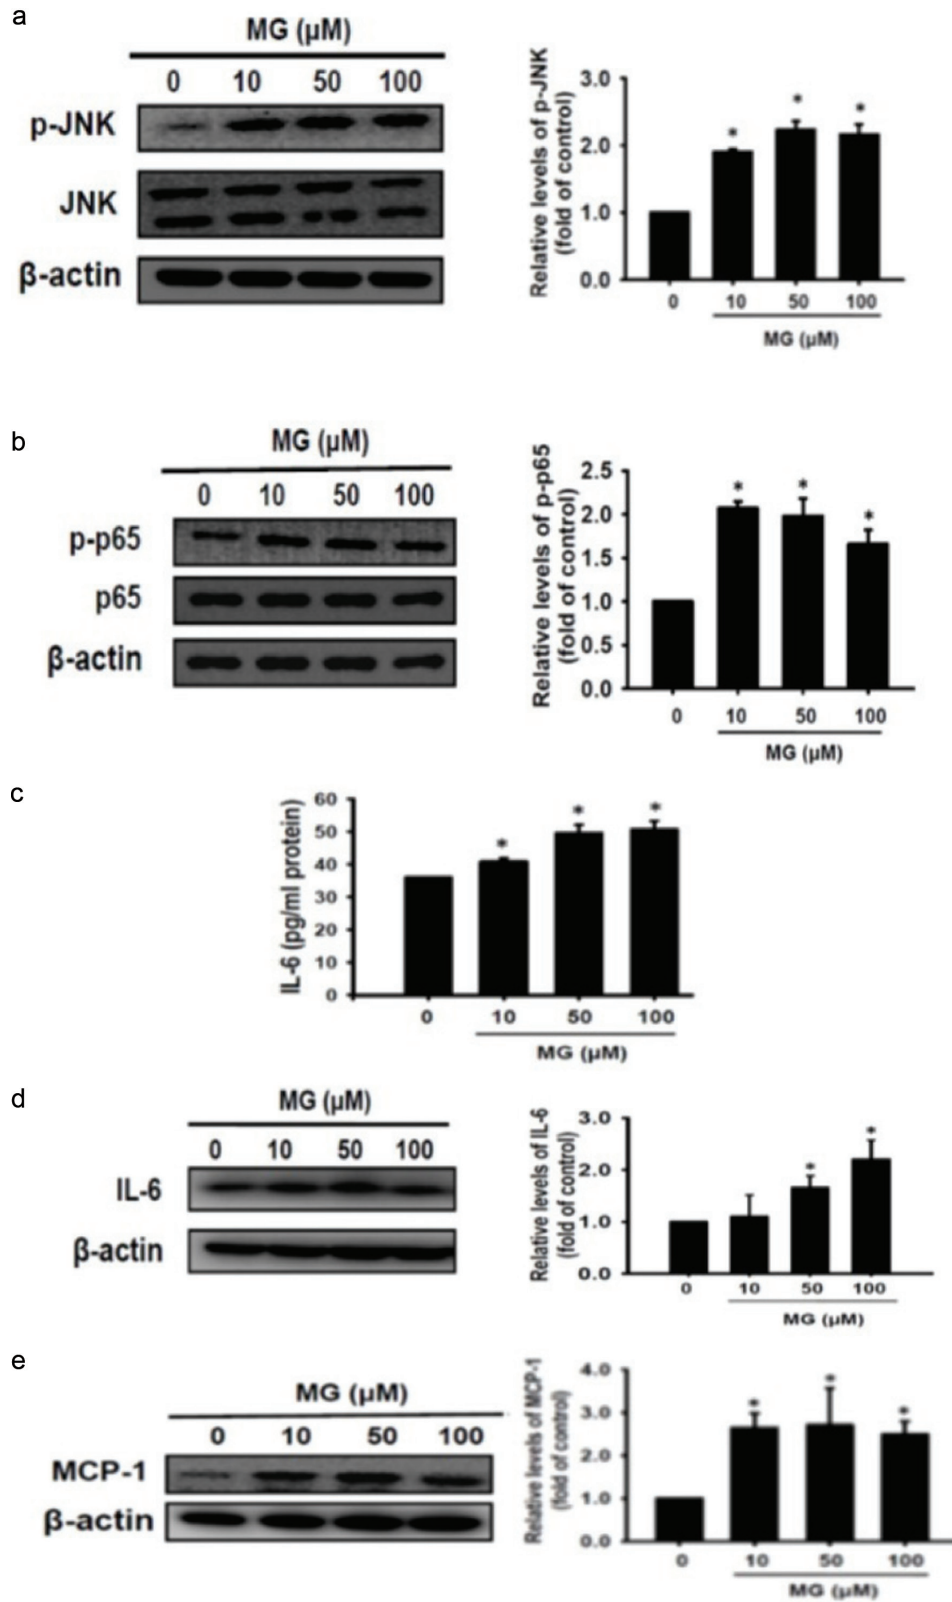 a
MG (µM)
0 10 50 100
p-JNK
JNK
β-actin
Relative levels of p-JNK
(fold of control)
3.0
2.0
1.0
0.0
* * *
0 10 50 100
MG (µM)
b
MG (µM)
0 10 50 100
p-p65
p65
β-actin
Relative levels of p-p65
(fold of control)
2.5
2.0
1.5
1.0
0.5
0.0
* * *
0 10 50 100
MG (µM)
c
IL-6 (pg/ml protein)
60
50
40
30
20
10
0
* * *
0 10 50 100
MG (µM)
d
MG (µM)
0 10 50 100
IL-6
β-actin
Relative levels of IL-6
(fold of control)
3.0
2.0
1.0
0.0
* *
0 10 50 100
MG (µM)
e
MG (µM)
0 10 50 100
MCP-1
β-actin
Relative levels of MCP-1
(fold of control)
4.0
3.0
2.0
1.0
0.0
* * *
0 10 50 100
MG (µM)